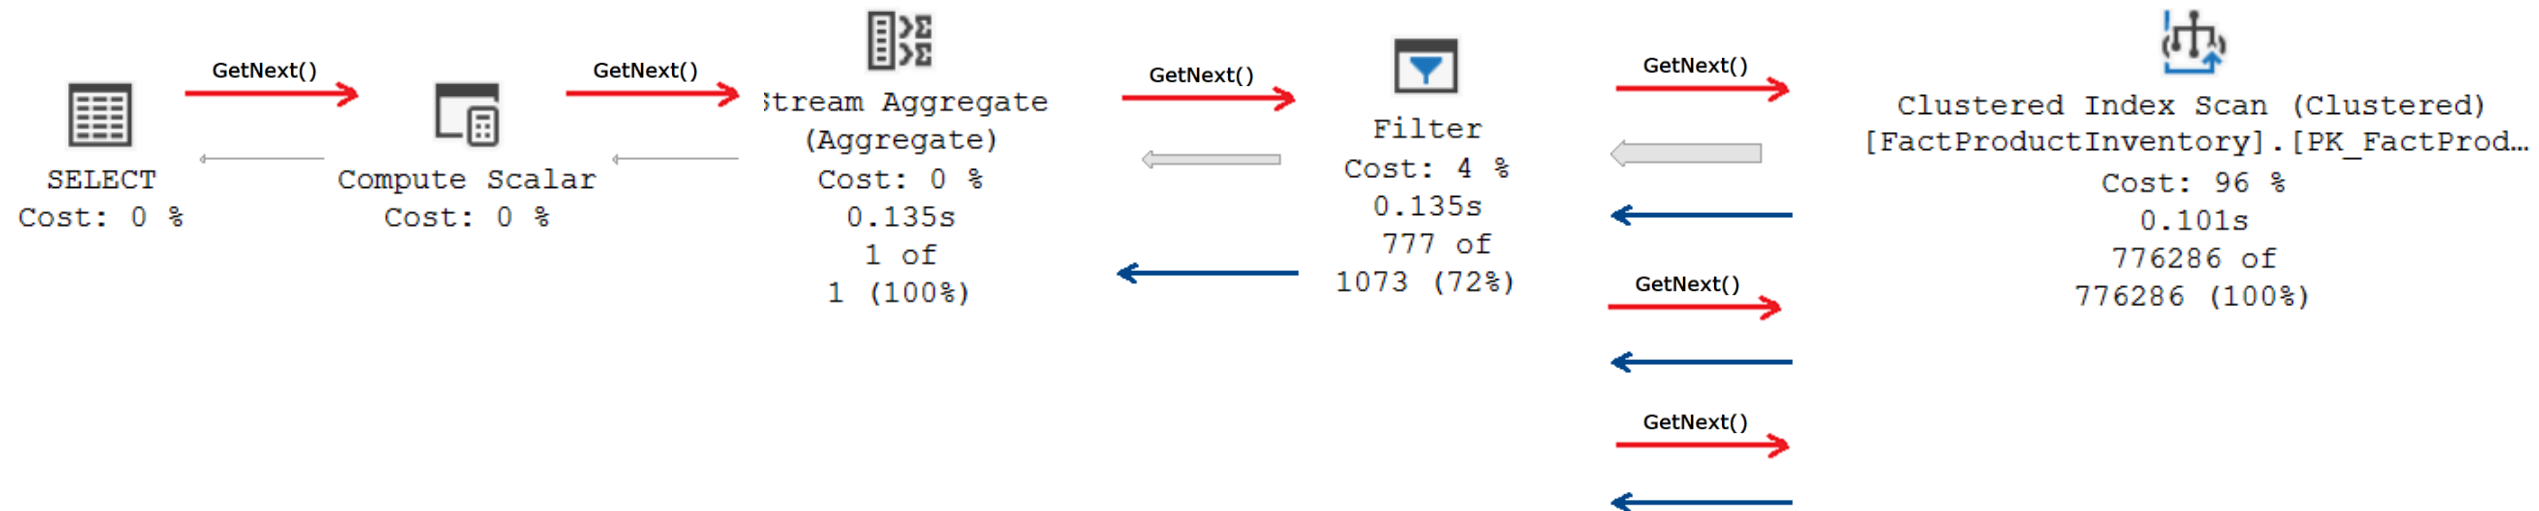 GetNext()
SELECT
Cost: 0 %
GetNext()
Compute Scalar
Cost: 0 %
Stream Aggregate
(Aggregate)
Cost: 0 %
0.135s
1 of
1 (100%)
GetNext()
Filter
Cost: 4 %
0.135s
777 of
1073 (72%)
GetNext()
GetNext()
GetNext()
Clustered Index Scan (Clustered)
[FactProductInventory].[PK_FactProd…
Cost: 96 %
0.101s
776286 of
776286 (100%)